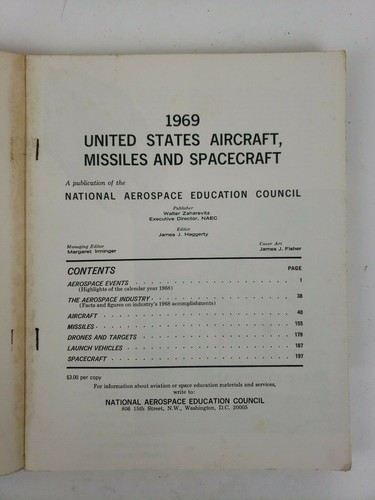 1969
UNITED STATES AIRCRAFT,
MISSILES AND SPACECRAFT
A publication of the
NATIONAL AEROSPACE EDUCATION COUNCIL
Publisher
Walter Zaharevitz
Executive Director, NAEC
Editor
James J. Haggerty
Managing Editor
Margaret Irminger
Cover Art
James J. Fisher
CONTENTS PAGE
AEROSPACE EVENTS 1
(Highlights of the calendar year 1968)
THE AEROSPACE INDUSTRY 38
(Facts and figures on industry's 1968 accomplishments)
AIRCRAFT 40
MISSILES 155
DRONES AND TARGETS 179
LAUNCH VEHICLES 187
SPACECRAFT 197
$3.00 per copy
For information about aviation or space education materials and services,
write to:
NATIONAL AEROSPACE EDUCATION COUNCIL
806 15th Street, N.W., Washington, D.C. 20005